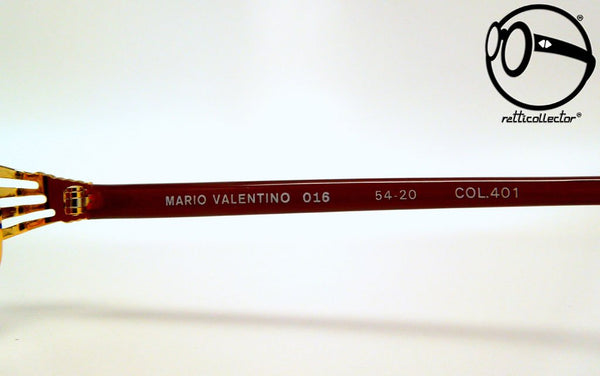 retticollector®
MARIO VALENTINO 016 54-20 COL.401